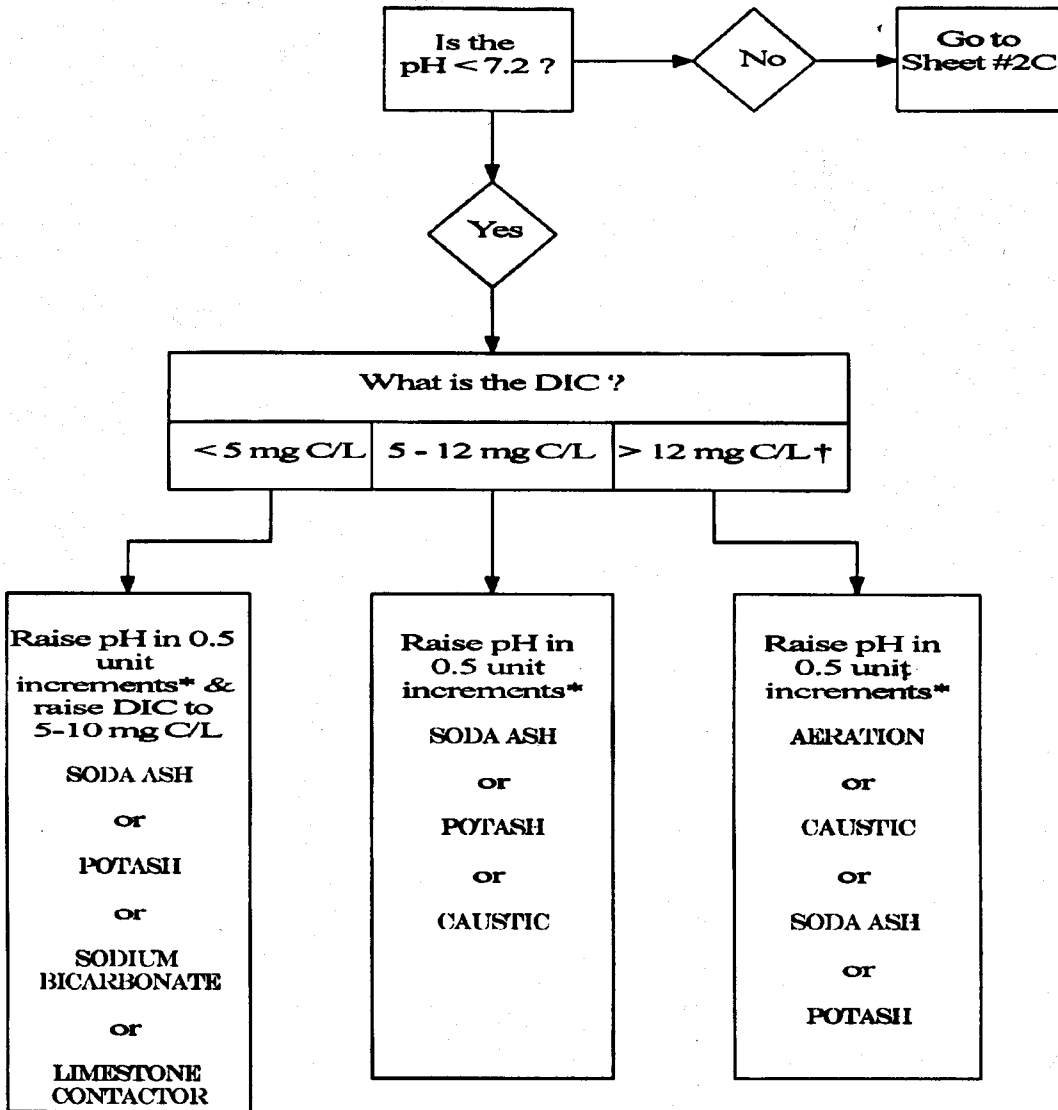 Is the
pH < 7.2 ?
No
Go to
Sheet #2C
Yes
What is the DIC ?
< 5 mg C/L
5 - 12 mg C/L
> 12 mg C/L †
Raise pH in 0.5
unit
increments* &
raise DIC to
5-10 mg C/L
SODA ASH
or
POTASH
or
SODIUM
BICARBONATE
or
LIMESTONE
CONTACTOR
Raise pH in
0.5 unit
increments*
SODA ASH
or
POTASH
or
CAUSTIC
Raise pH in
0.5 unit
increments*
AERATION
or
CAUSTIC
or
SODA ASH
or
POTASH